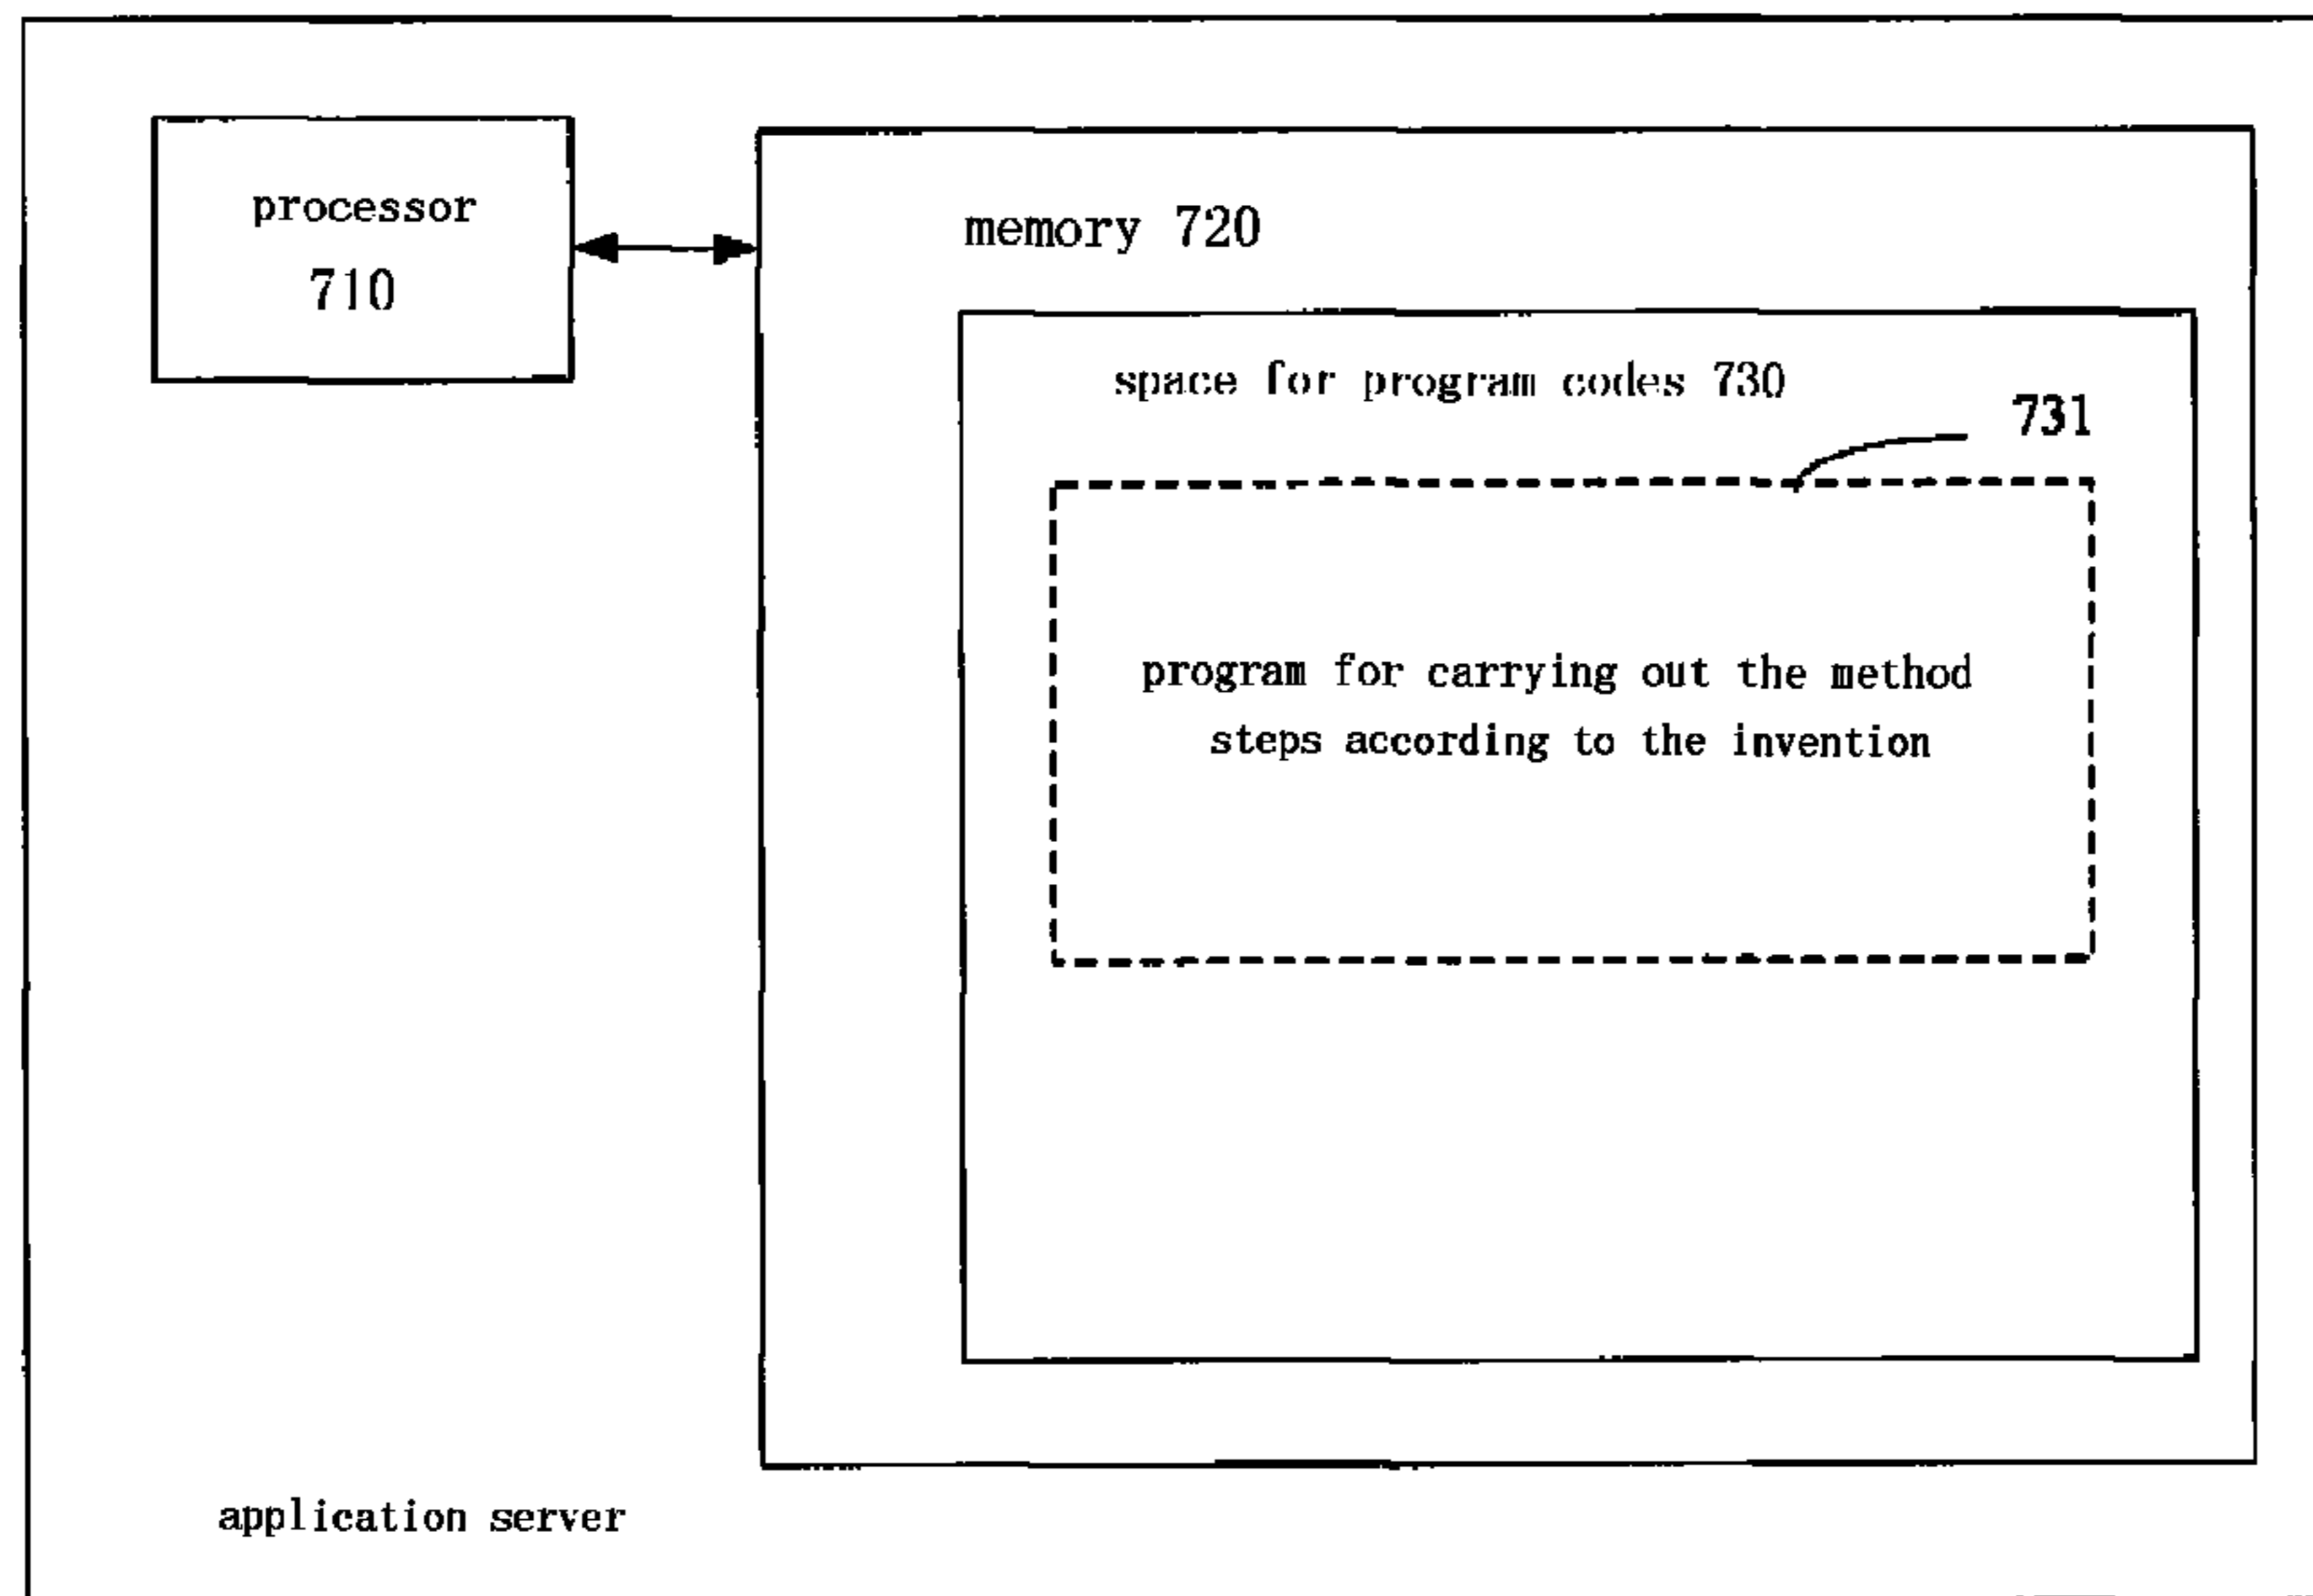 processor
710
memory 720
space for program codes 730
731
program for carrying out the method
steps according to the invention
application server